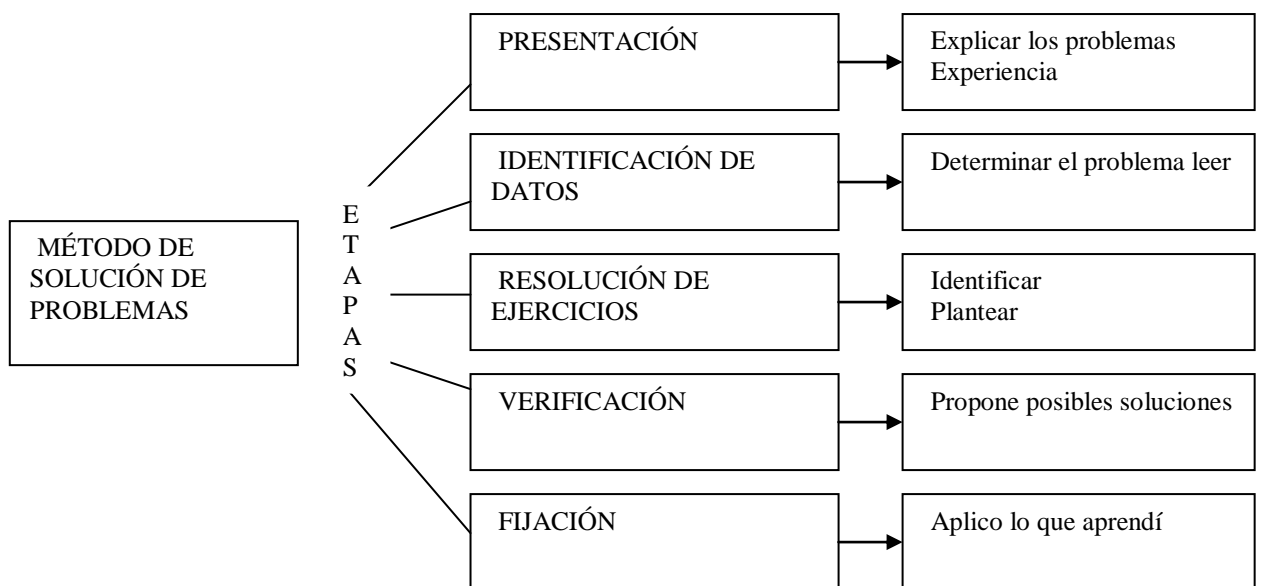 MÉTODO DE
SOLUCIÓN DE
PROBLEMAS
E
T
A
P
A
S
PRESENTACIÓN
Explicar los problemas
Experiencia
IDENTIFICACIÓN DE
DATOS
Determinar el problema leer
RESOLUCIÓN DE
EJERCICIOS
Identificar
Plantear
VERIFICACIÓN
Propone posibles soluciones
FIJACIÓN
Aplico lo que aprendí